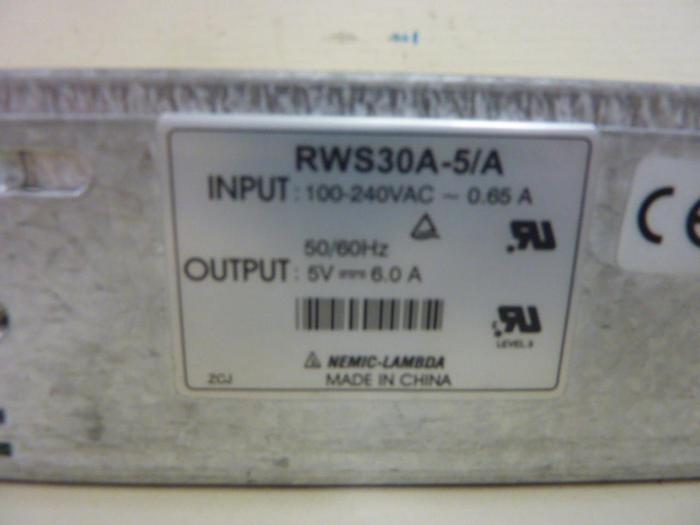 RWS30A-5/A
INPUT : 100-240VAC ~ 0.65 A
50/60Hz
OUTPUT : 5V ⎓ 6.0 A
LEVEL 3
NEMIC-LAMBDA
ZCJ MADE IN CHINA
CE